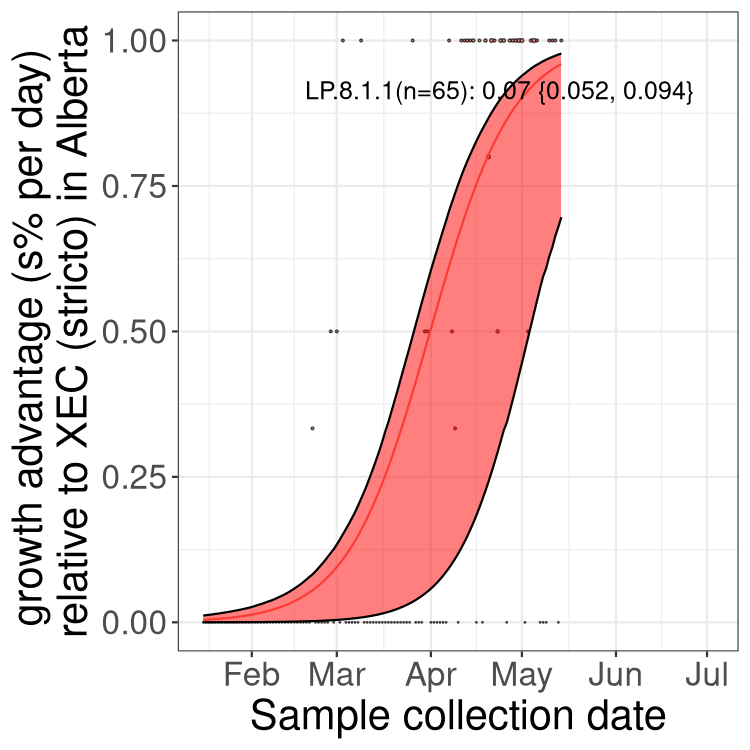 growth advantage (s% per day)
relative to XEC (stricto) in Alberta
1.00
0.75
0.50
0.25
0.00
LP.8.1.1(n=65): 0.07 {0.052, 0.094}
Feb Mar Apr May Jun Jul
Sample collection date